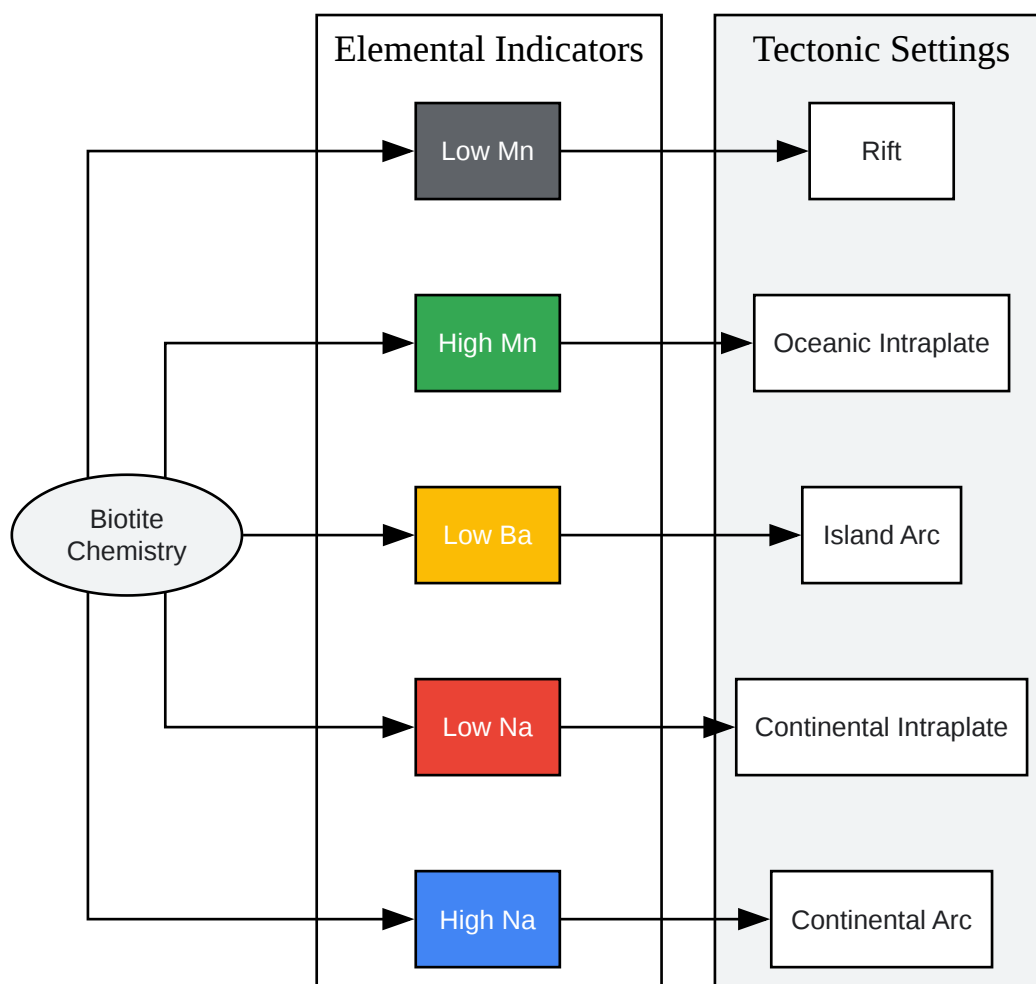 Elemental Indicators
Tectonic Settings
Low Mn
Rift
High Mn
Oceanic Intraplate
Biotite
Chemistry
Low Ba
Island Arc
Low Na
Continental Intraplate
High Na
Continental Arc